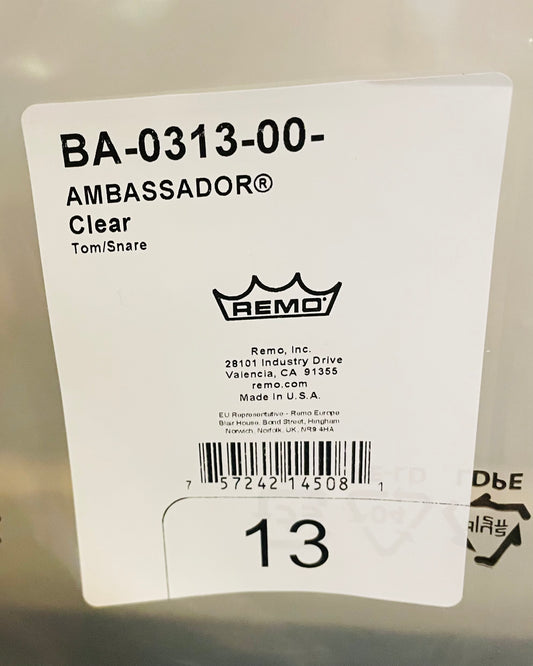 BA-0313-00-
AMBASSADOR®
Clear
Tom/Snare
REMO
Remo, Inc.
28101 Industry Drive
Valencia, CA 91355
remo.com
Made In U.S.A.
EU Representative - Remo Europe
Blair House, Bond Street, Hingham
Norwich, Norfolk, UK, NR9 4HA
7 57242 14508 1
13